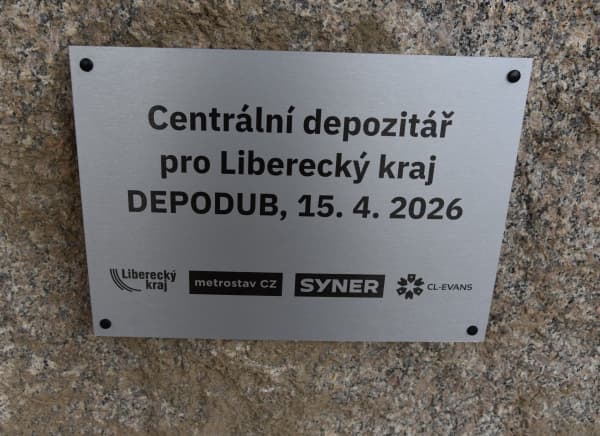 Centrální depozitář
pro Liberecký kraj
DEPODUB, 15. 4. 2026
Liberecký
kraj
metrostav CZ
SYNER
CL-EVANS